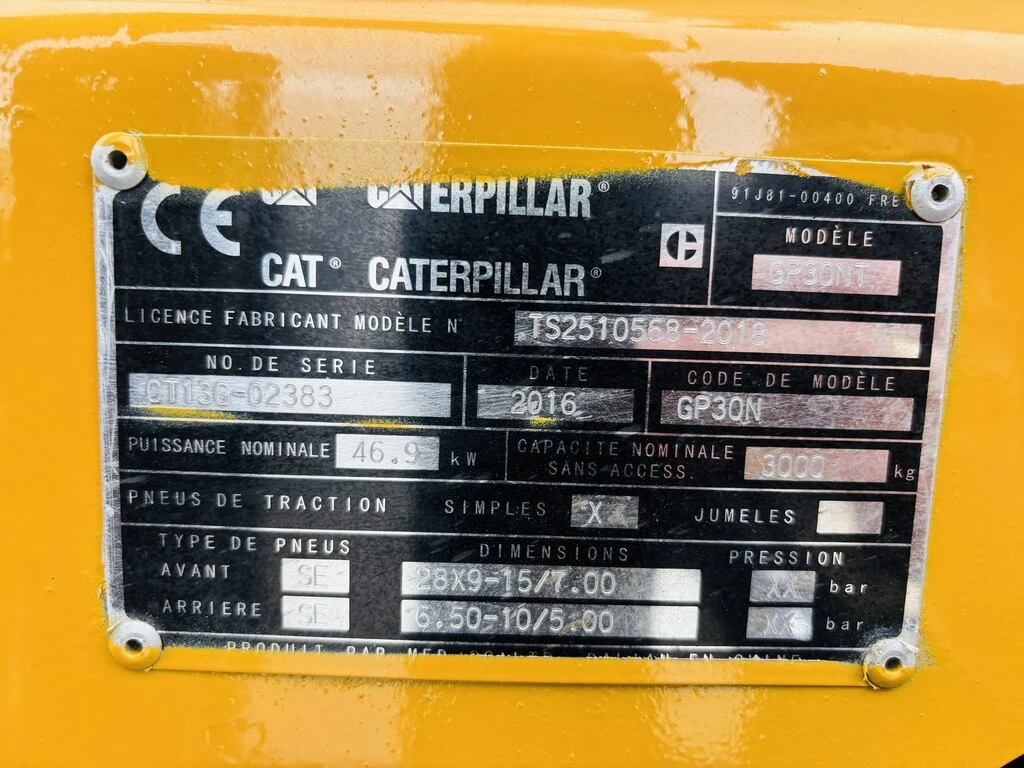 CE CAT CATERPILLAR®
91J81-00400 FRE
MODÈLE
CAT® CATERPILLAR®
GP30NT
LICENCE FABRICANT MODÈLE N° TS2510568-2018
NO. DE SERIE DATE CODE DE MODÈLE
CT13G-02383 2016 GP30N
PUISSANCE NOMINALE 46.9 kW CAPACITE NOMINALE
SANS ACCESS. 3000 kg
PNEUS DE TRACTION SIMPLES X JUMELES
TYPE DE PNEUS DIMENSIONS PRESSION
AVANT SE 28X9-15/7.00 XX bar
ARRIERE SE 6.50-10/5.00 XX bar
PRODUIT PAR